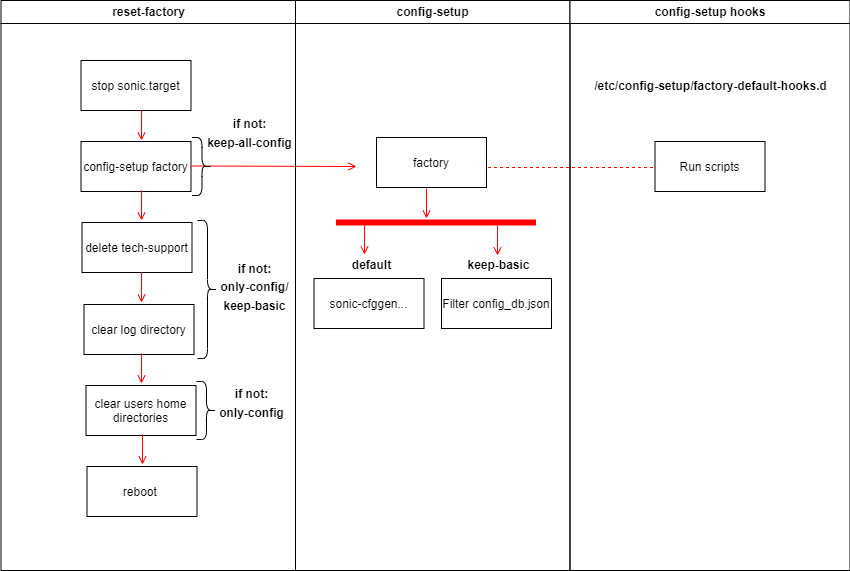 reset-factory
config-setup
config-setup hooks
stop sonic.target
/etc/config-setup/factory-default-hooks.d
if not:
keep-all-config
config-setup factory
factory
Run scripts
delete tech-support
if not:
only-config/
keep-basic
default
keep-basic
clear log directory
sonic-cfggen...
Filter config_db.json
clear users home
directories
if not:
only-config
reboot